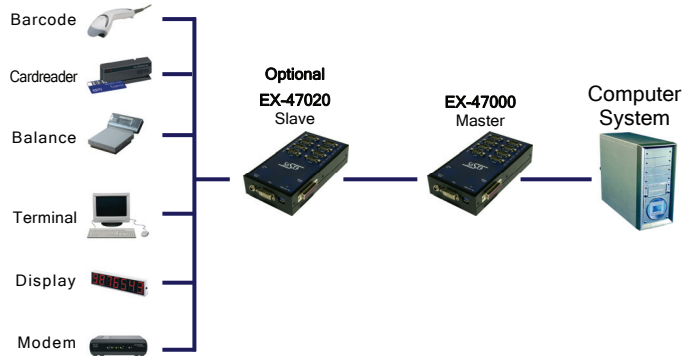 Barcode
Cardreader
Balance
Terminal
Display
Modem
Optional
EX-47020
Slave
EX-47000
Master
Computer
System